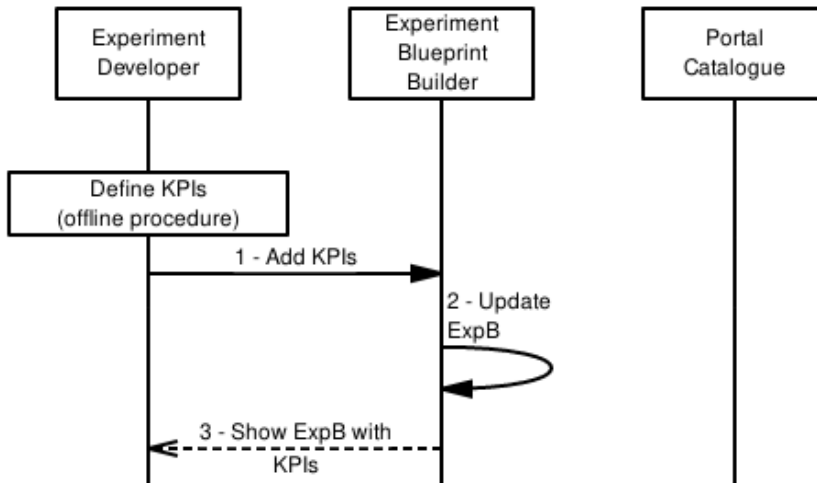 Experiment
Developer
Experiment
Blueprint
Builder
Portal
Catalogue
Define KPIs
(offline procedure)
1 - Add KPIs
2 - Update
ExpB
3 - Show ExpB with
KPIs